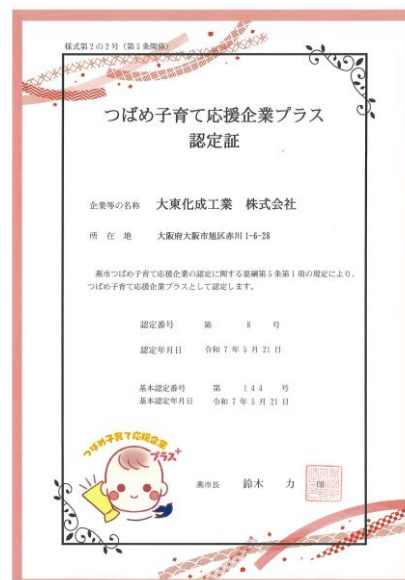 様式第2の2号(第5条関係)
つばめ子育て応援企業プラス
認定証
企業等の名称 大東化成工業 株式会社
所在地 大阪府大阪市旭区赤川1-6-28
燕市つばめ子育て応援企業の認定に関する要綱第5条第1項の規定により、
つばめ子育て応援企業プラスとして認定します。
認定番号 第 8 号
認定年月日 令和7年5月21日
基本認定番号 第 144 号
基本認定年月日 令和7年5月21日
つばめ子育て応援企業
プラス+
燕市長 鈴木 力